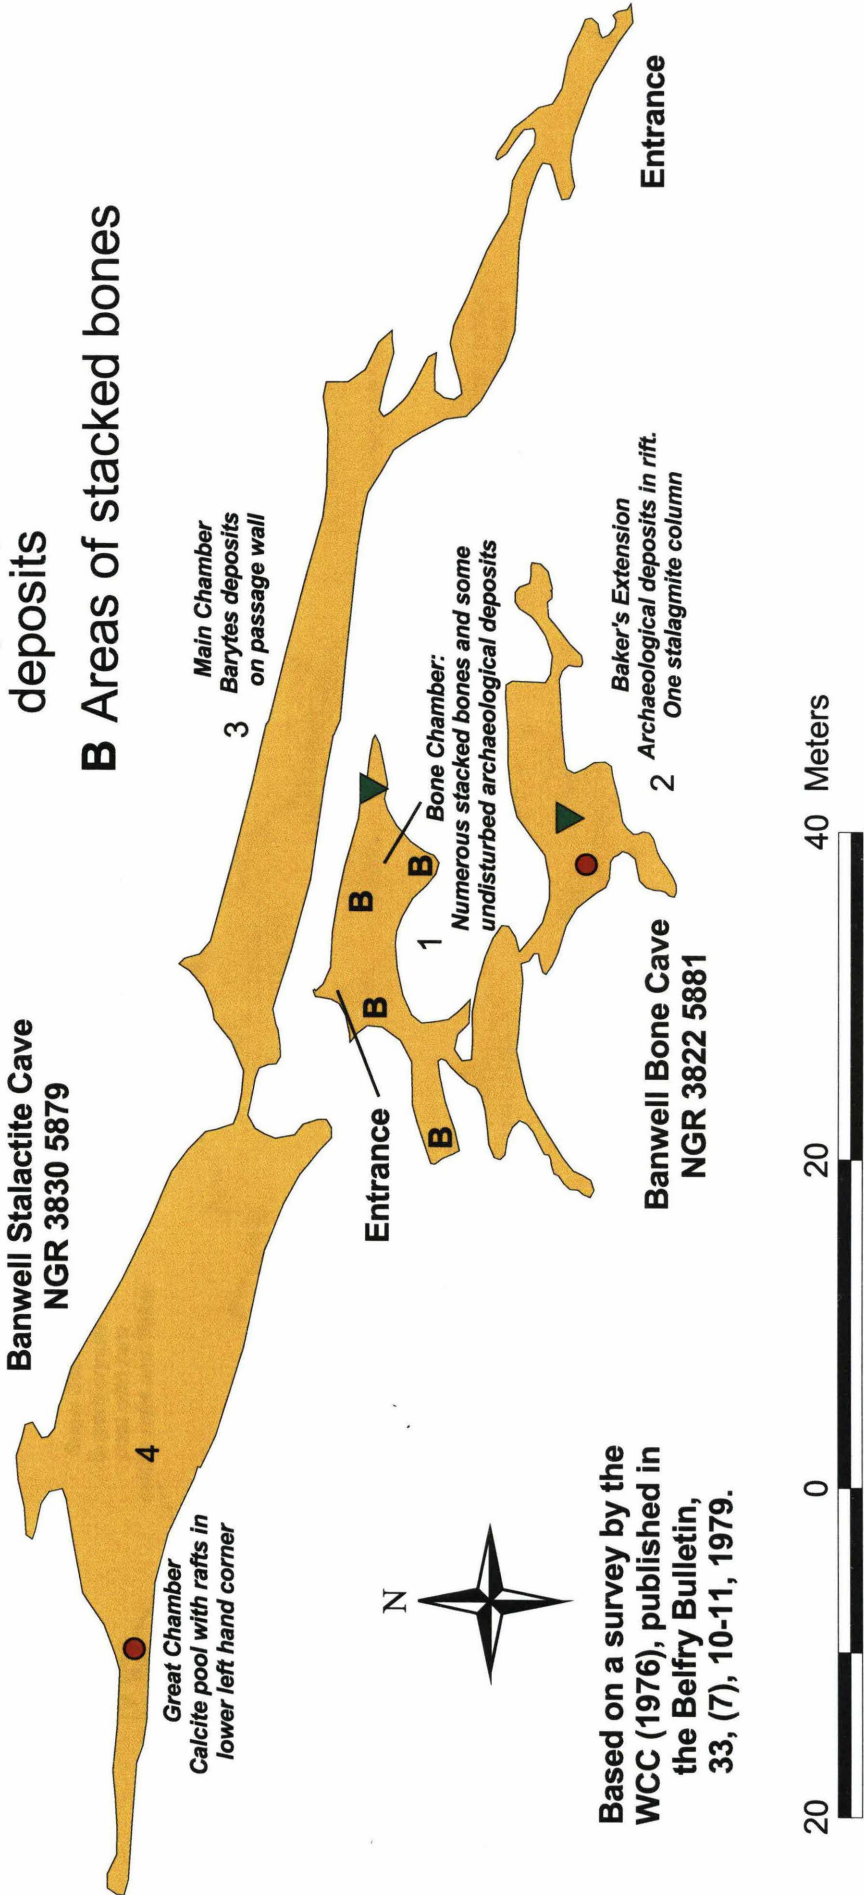 deposits
B Areas of stacked bones
Banwell Stalactite Cave
NGR 3830 5879
Main Chamber
Barytes deposits
on passage wall
3
4
Great Chamber
Calcite pool with rafts in
lower left hand corner
Entrance
Entrance
Bone Chamber:
Numerous stacked bones and some
undisturbed archaeological deposits
1
B
B
B
B
Baker's Extension
Archaeological deposits in rift.
One stalagmite column
2
Banwell Bone Cave
NGR 3822 5881
N
Based on a survey by the
WCC (1976), published in
the Belfry Bulletin,
33, (7), 10-11, 1979.
20 0 20 40 Meters